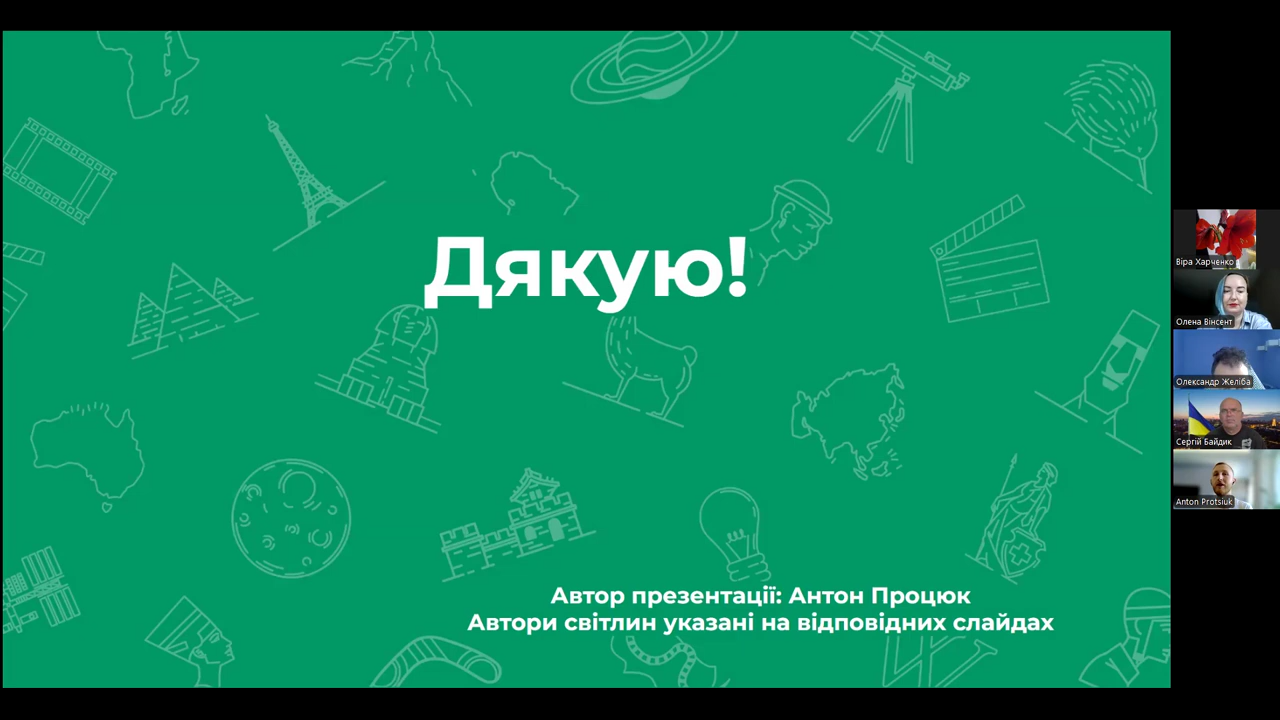 Дякую!
Автор презентації: Антон Процюк
Автори світлин указані на відповідних слайдах
Віра Харченко
Олена Вінсент
Олександр Желіба
Сергій Байдик
Anton Protsiuk